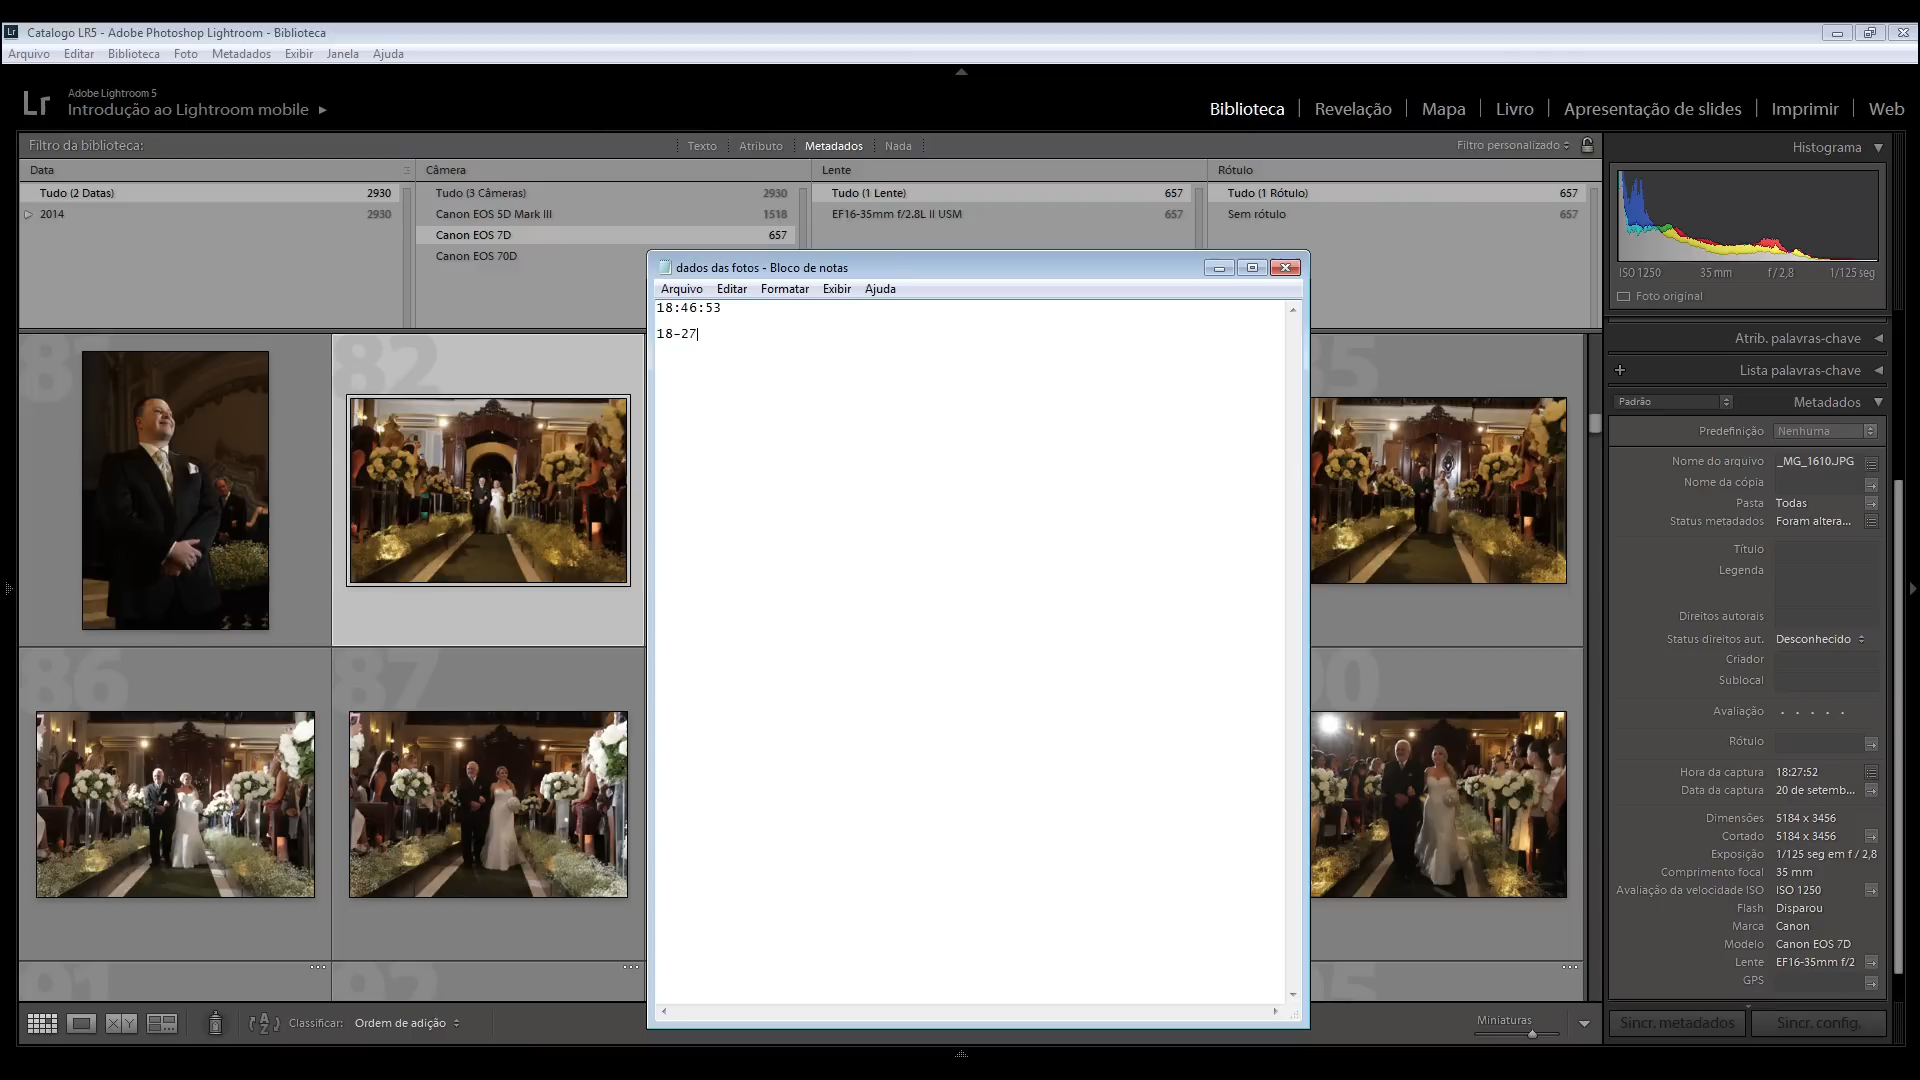 Catalogo LR5 - Adobe Photoshop Lightroom - Biblioteca
Arquivo Editar Biblioteca Foto Metadados Exibir Janela Ajuda
Lr
Adobe Lightroom 5
Introdução ao Lightroom mobile
Biblioteca | Revelação | Mapa | Livro | Apresentação de slides | Imprimir | Web
Filtro da biblioteca: Texto Atributo Metadados Nada Filtro personalizado
Data Câmera Lente Rótulo
Tudo (2 Datas) 2930 Tudo (3 Câmeras) 2930 Tudo (1 Lente) 657 Tudo (1 Rótulo) 657
2014 2930 Canon EOS 5D Mark III 1518 EF16-35mm f/2.8L II USM 657 Sem rótulo 657
Canon EOS 7D 657
Canon EOS 70D
dados das fotos - Bloco de notas
Arquivo Editar Formatar Exibir Ajuda
18:46:53
18-27
82
86 87
Classificar: Ordem de adição
Miniaturas
Histograma
ISO 1250 35 mm f / 2,8 1/125 seg
Foto original
Atrib. palavras-chave
Lista palavras-chave
Padrão Metadados
Predefinição Nenhuma
Nome do arquivo _MG_1610.JPG
Nome da cópia
Pasta Todas
Status metadados Foram altera...
Título
Legenda
Direitos autorais
Status direitos aut. Desconhecido
Criador
Sublocal
Avaliação
Rótulo
Hora da captura 18:27:52
Data da captura 20 de setemb...
Dimensões 5184 x 3456
Cortado 5184 x 3456
Exposição 1/125 seg em f / 2,8
Comprimento focal 35 mm
Avaliação da velocidade ISO ISO 1250
Flash Disparou
Marca Canon
Modelo Canon EOS 7D
Lente EF16-35mm f/2
GPS
Sincr. metadados Sincr. config.